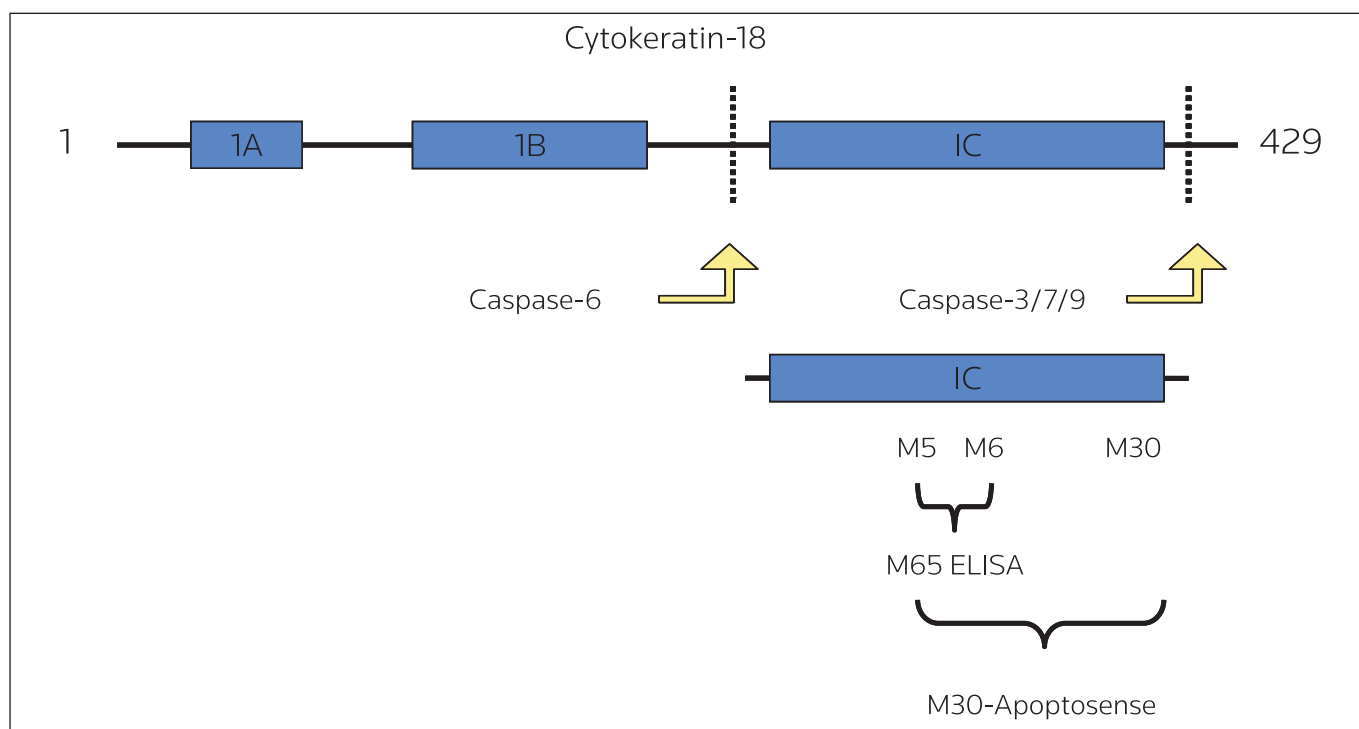 Cytokeratin-18
1 1A 1B IC 429
Caspase-6 Caspase-3/7/9
IC
M5 M6 M30
M65 ELISA
M30-Apoptosense